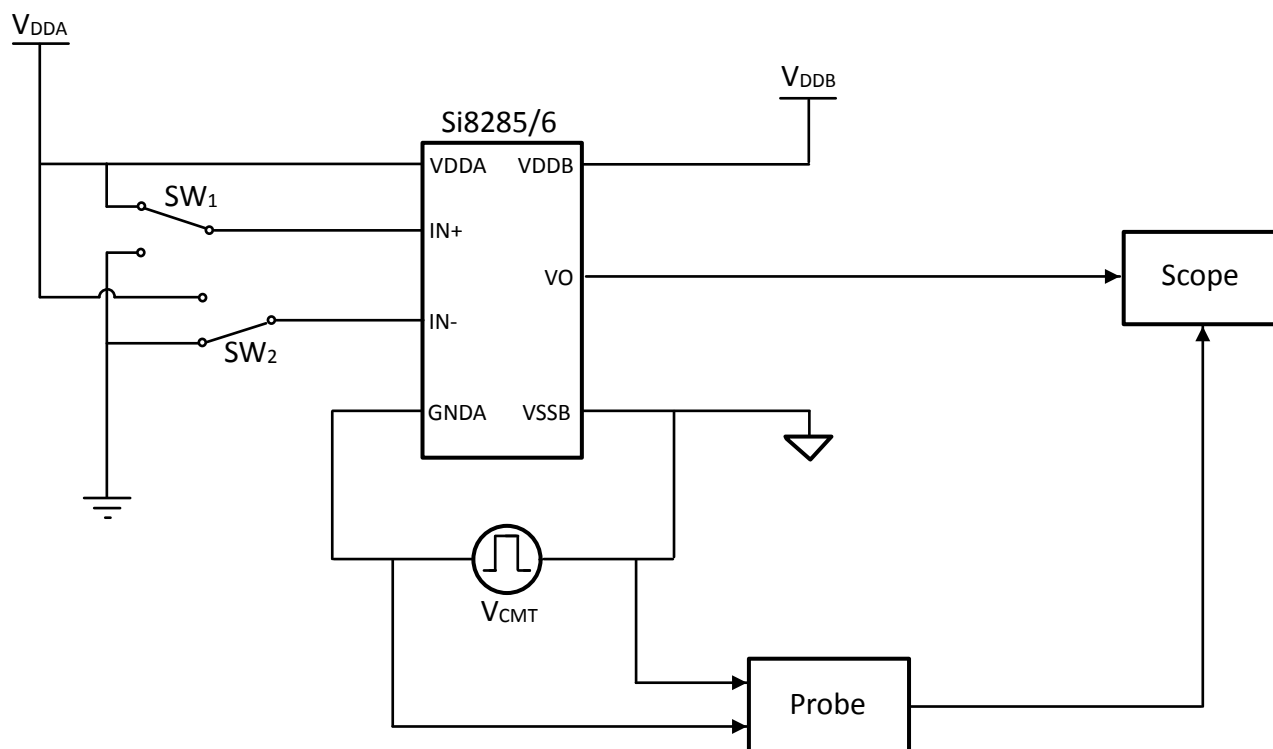 VDDA
VDDB
Si8285/6
VDDA VDDB
SW1
IN+
VO
Scope
IN-
SW2
GNDA VSSB
VCMT
Probe